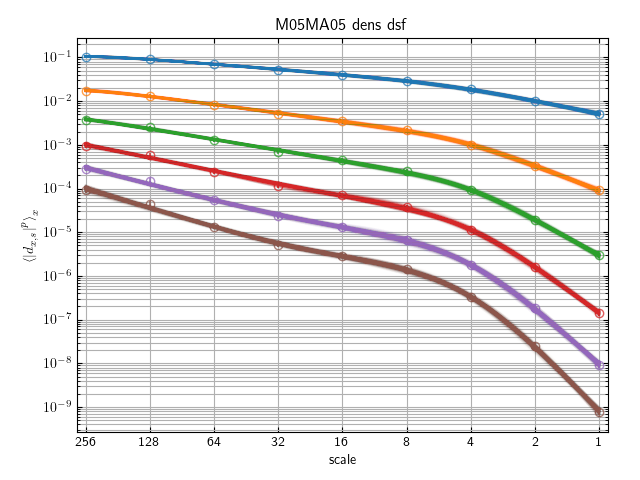 M05MA05 dens dsf
10⁻¹
10⁻²
10⁻³
10⁻⁴
10⁻⁵
10⁻⁶
10⁻⁷
10⁻⁸
10⁻⁹
⟨|d_{x,s}|^p⟩_x
256 128 64 32 16 8 4 2 1
scale